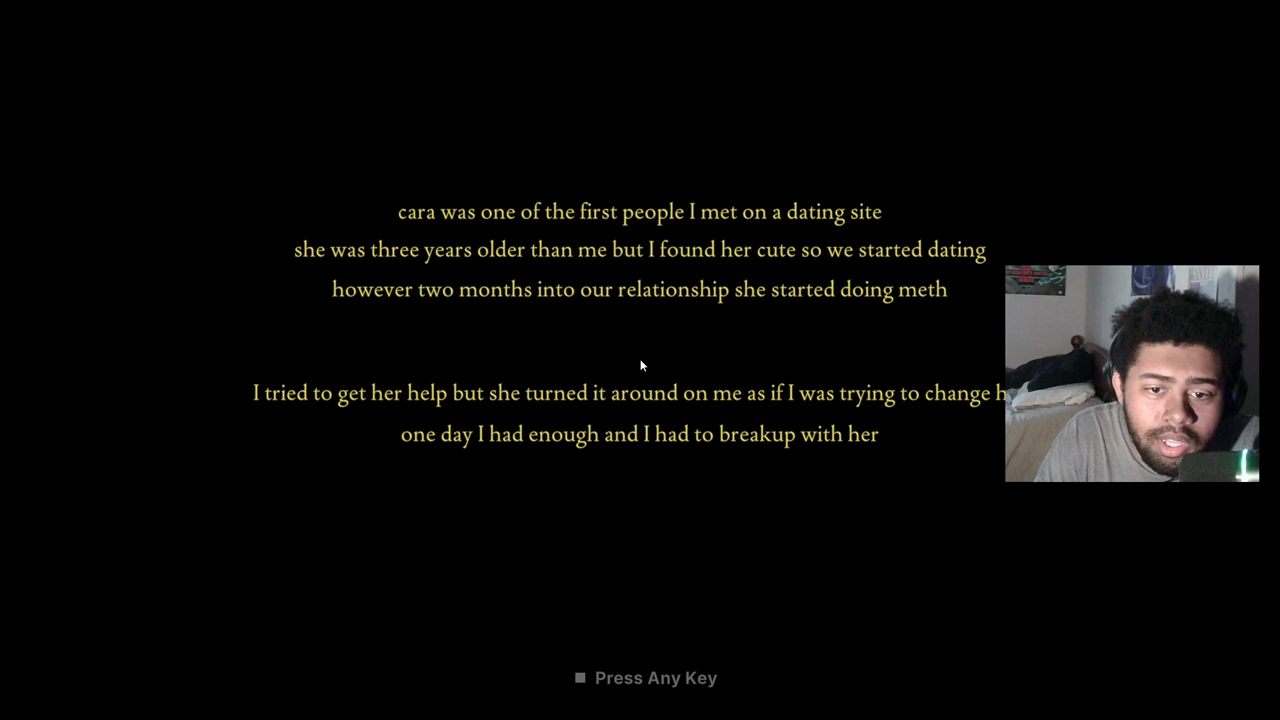 cara was one of the first people I met on a dating site
she was three years older than me but I found her cute so we started dating
however two months into our relationship she started doing meth
I tried to get her help but she turned it around on me as if I was trying to change
one day I had enough and I had to breakup with her
Press Any Key